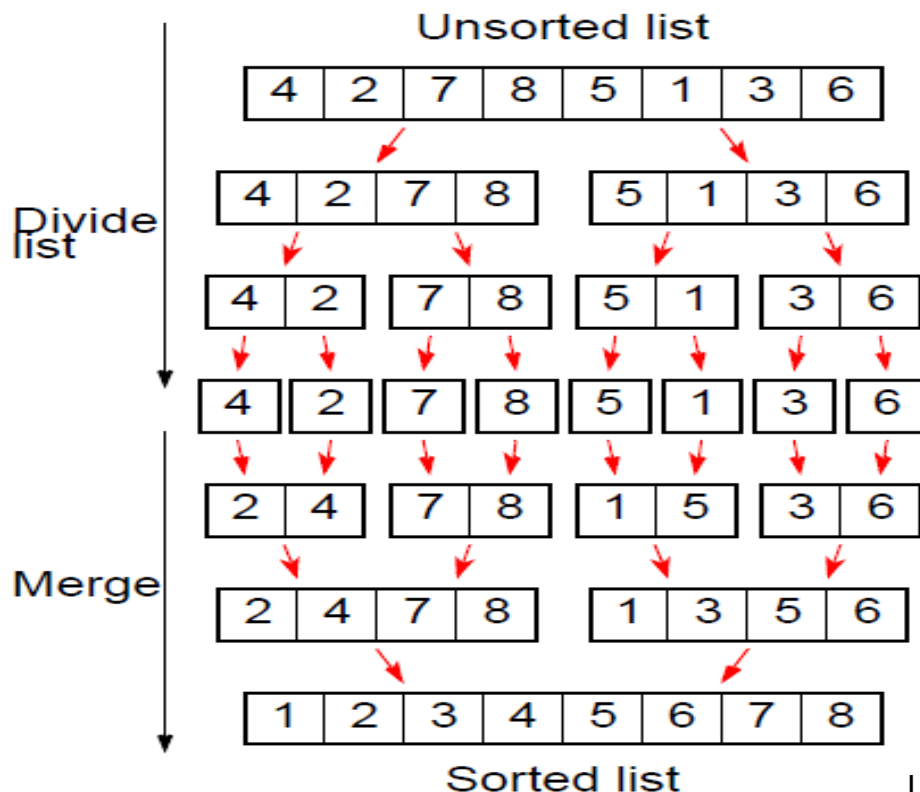 Unsorted list
4 2 7 8 5 1 3 6
4 2 7 8 5 1 3 6
Divide
list
4 2 7 8 5 1 3 6
4 2 7 8 5 1 3 6
2 4 7 8 1 5 3 6
Merge
2 4 7 8 1 3 5 6
1 2 3 4 5 6 7 8
Sorted list